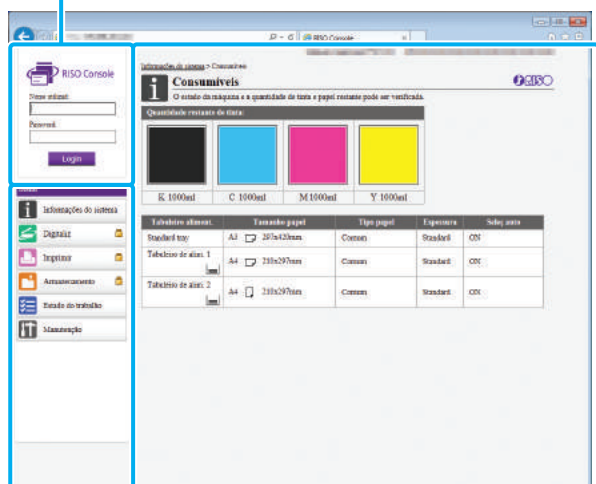 RISO Console
RISO Console
Nome utilizad.
Password
Login
Informações do sistema
Digitaliz
Imprimir
Armazenamento
Estado do trabalho
Manutenção
Informações do sistema > Consumíveis
Consumíveis
RISO
O estado da máquina e a quantidade de tinta e papel restante pode ser verificada.
Quantidade restante de tinta:
K 1000ml C 1000ml M 1000ml Y 1000ml
Tabuleiro aliment. Tamanho papel Tipo papel Espessura Seleç auto
Standard tray A3 297x420mm Comum Standard ON
Tabuleiro de alim. 1 A4 210x297mm Comum Standard ON
Tabuleiro de alim. 2 A4 210x297mm Comum Standard ON